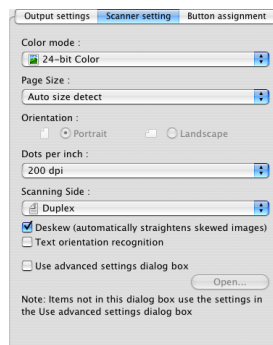 Output settings Scanner setting Button assignment
Color mode :
24-bit Color
Page Size :
Auto size detect
Orientation :
Portrait Landscape
Dots per inch :
200 dpi
Scanning Side :
Duplex
Deskew (automatically straightens skewed images)
Text orientation recognition
Use advanced settings dialog box
Open...
Note: Items not in this dialog box use the settings in
the Use advanced settings dialog box